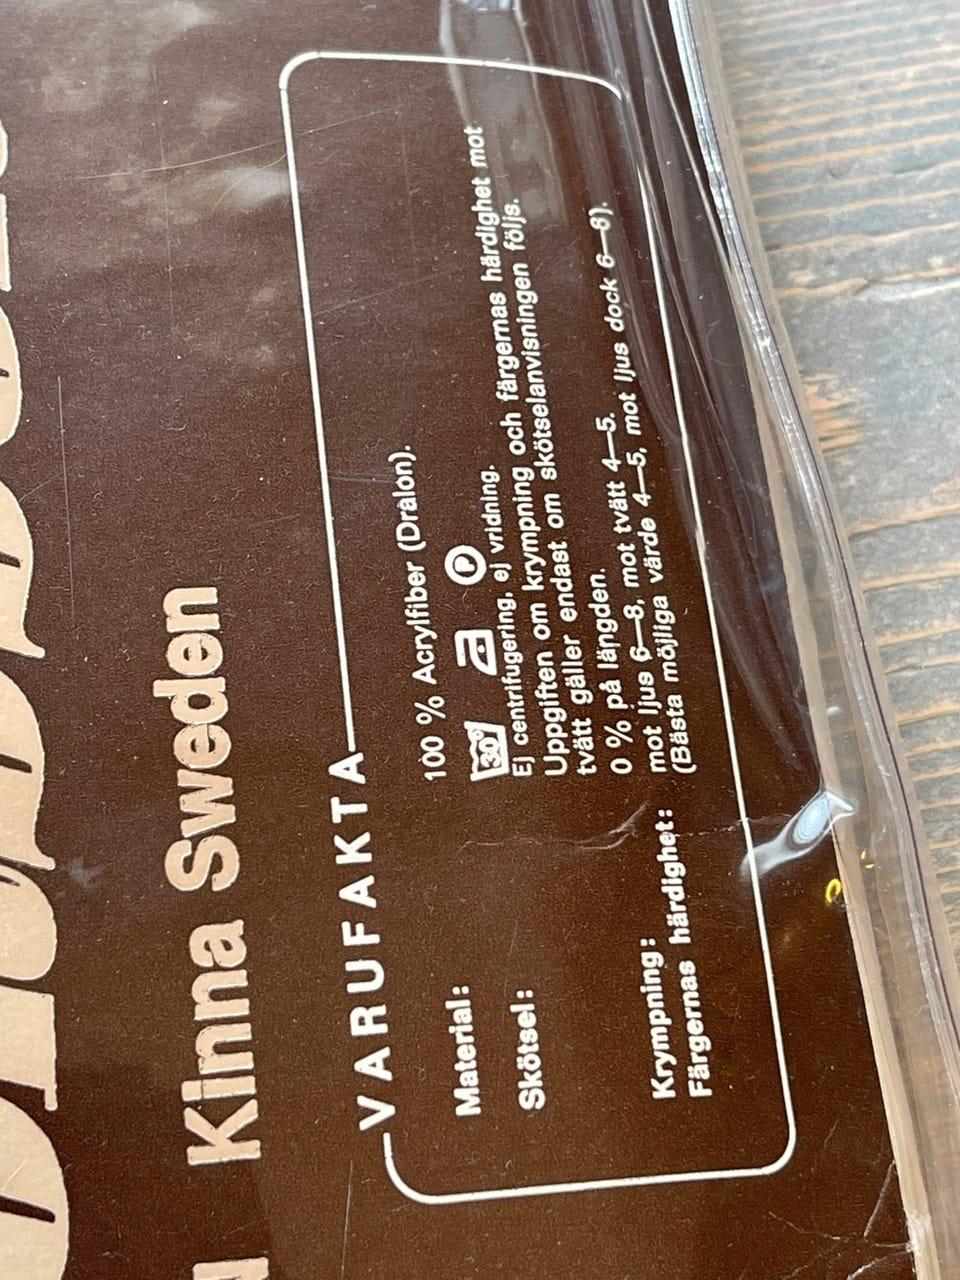 Kinna Sweden
VARUFAKTA
Material: 100 % Acrylfiber (Dralon).
Skötsel: 30° P
Ej centrifugering, ej vridning.
Uppgiften om krympning och färgernas härdighet mot
tvätt gäller endast om skötselanvisningen följs.
Krympning: 0 % på längden.
Färgernas härdighet: mot ljus 6—8, mot tvätt 4—5.
(Bästa möjliga värde 4—5, mot ljus dock 6—8).